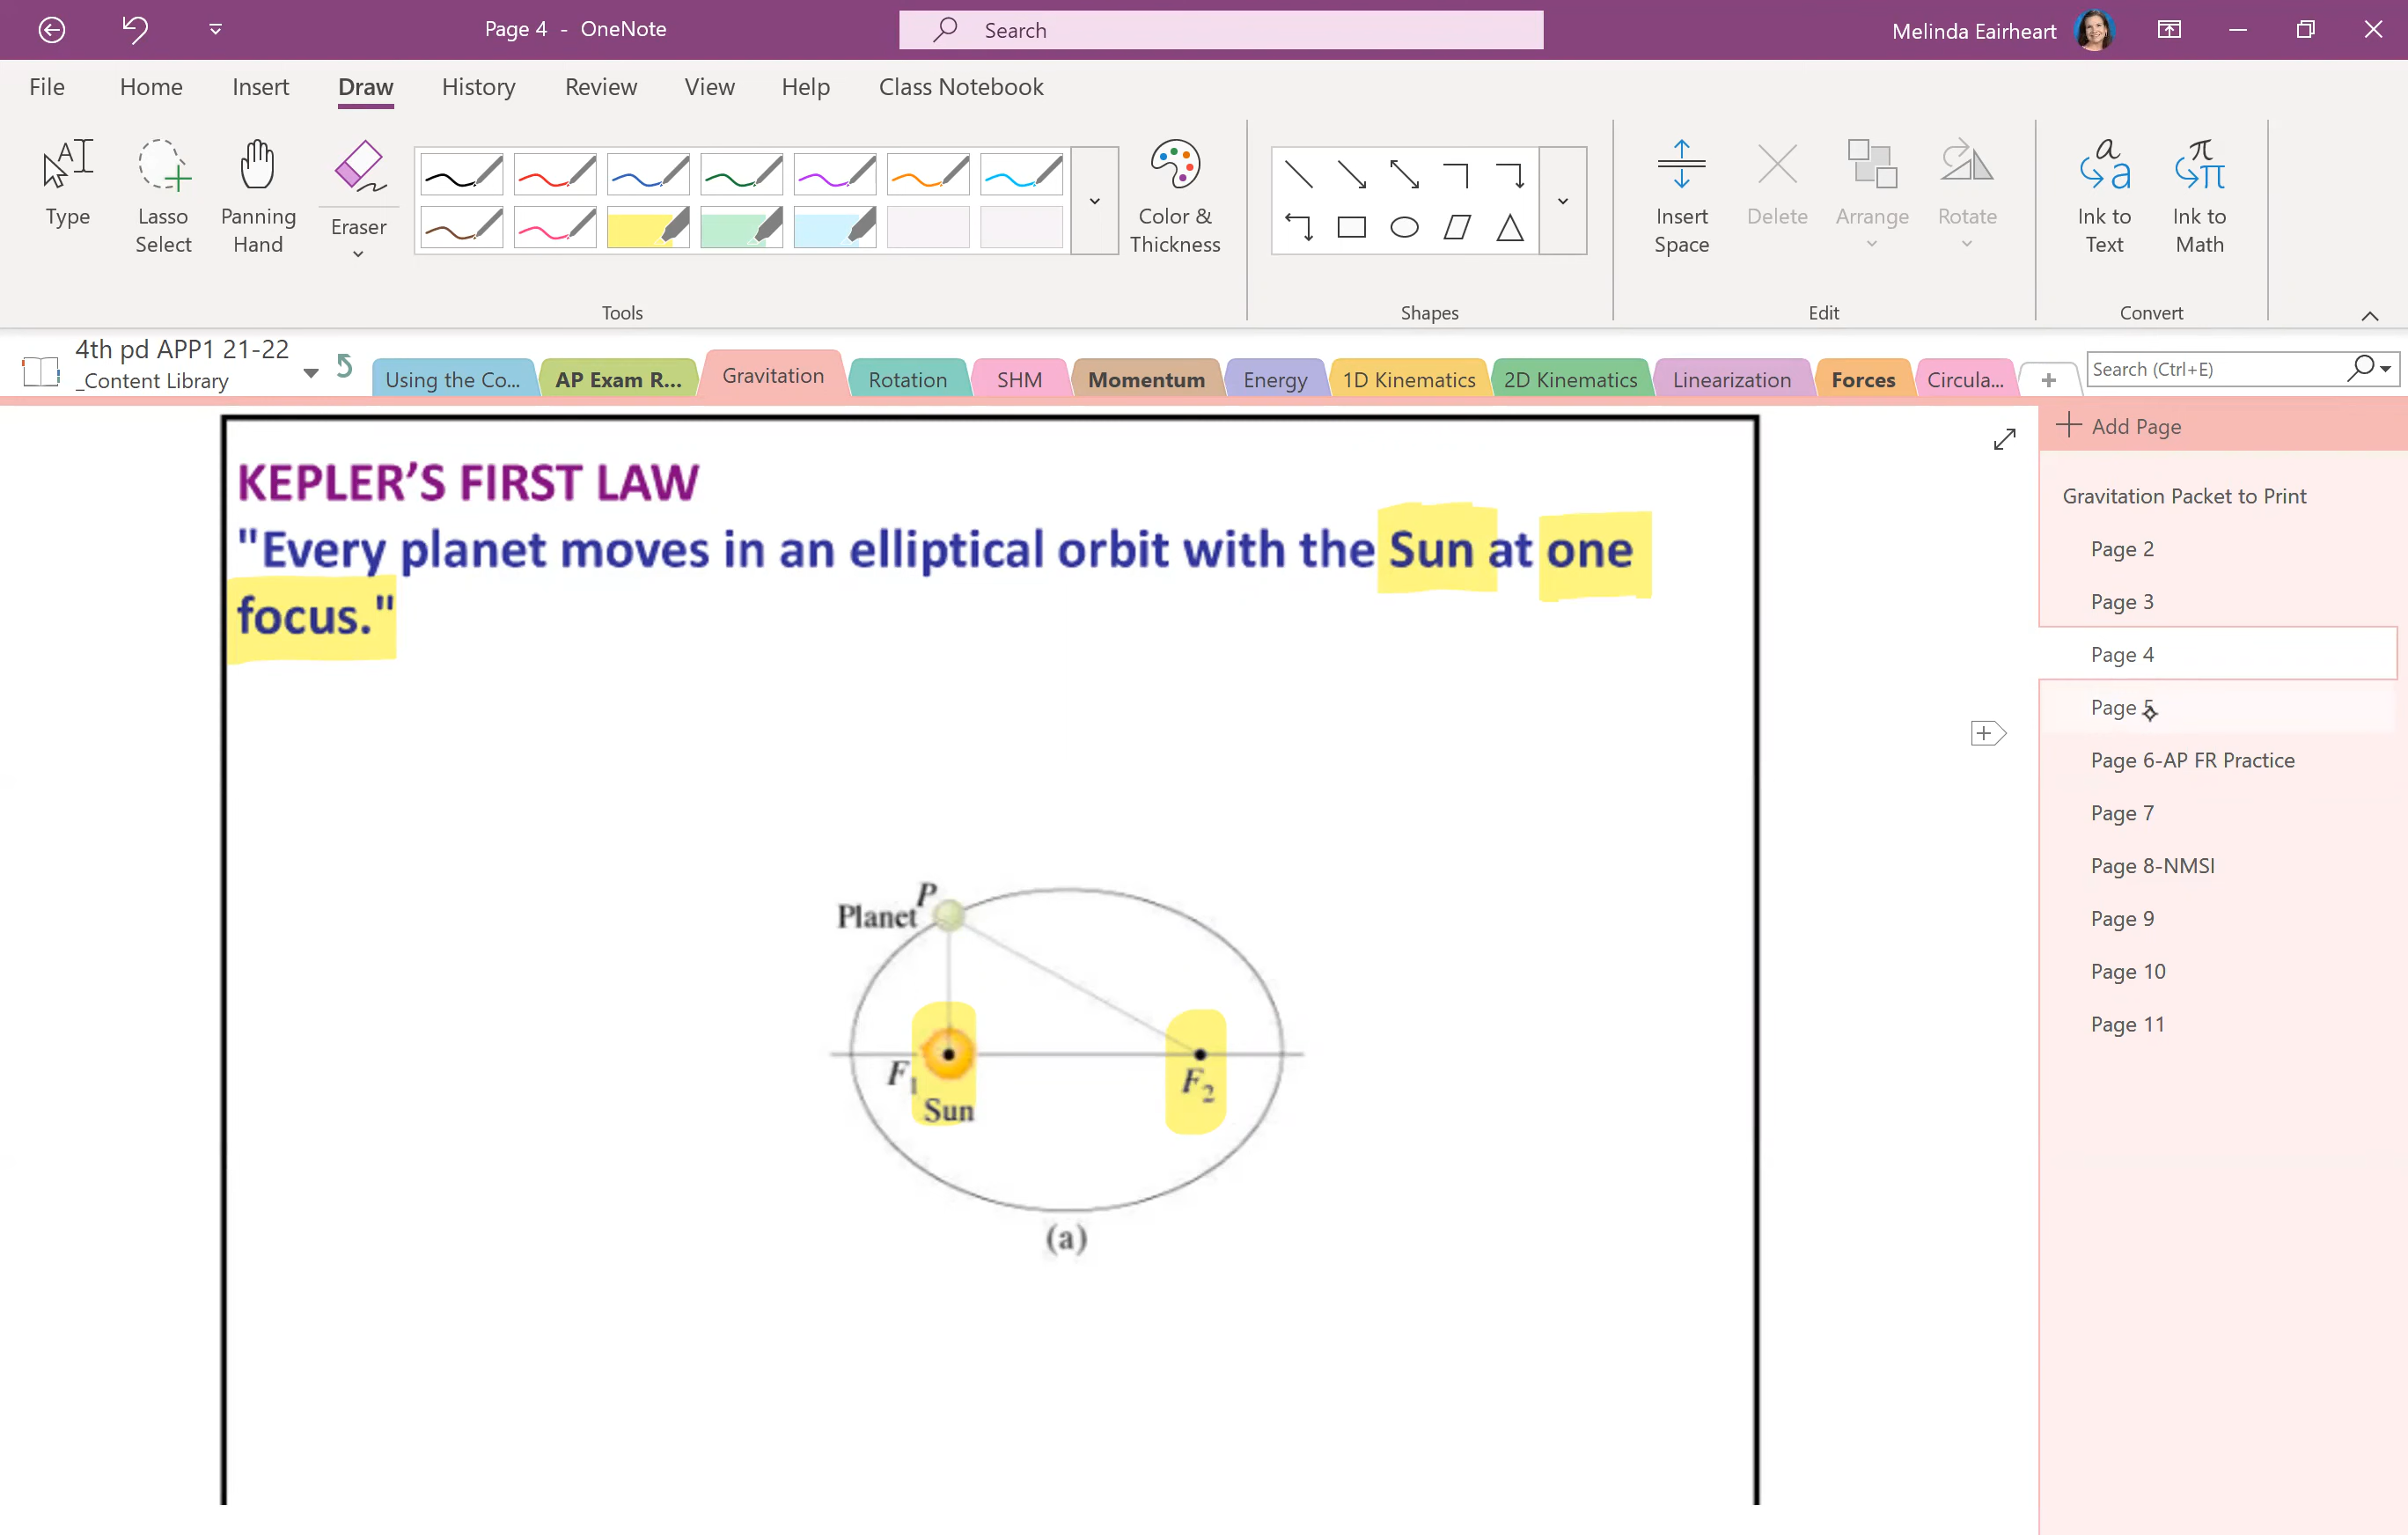 Page 4 - OneNote
Search
Melinda Eairheart
File Home Insert Draw History Review View Help Class Notebook
Type
Lasso
Select
Panning
Hand
Eraser
Color &
Thickness
Insert
Space
Delete
Arrange
Rotate
Ink to
Text
Ink to
Math
Tools
Shapes
Edit
Convert
4th pd APP1 21-22
_Content Library
Using the Co...
AP Exam R...
Gravitation
Rotation
SHM
Momentum
Energy
1D Kinematics
2D Kinematics
Linearization
Forces
Circula...
Search (Ctrl+E)
KEPLER'S FIRST LAW
"Every planet moves in an elliptical orbit with the Sun at one
focus."
P
Planet
F1
Sun
F2
(a)
Add Page
Gravitation Packet to Print
Page 2
Page 3
Page 4
Page 5
Page 6-AP FR Practice
Page 7
Page 8-NMSI
Page 9
Page 10
Page 11